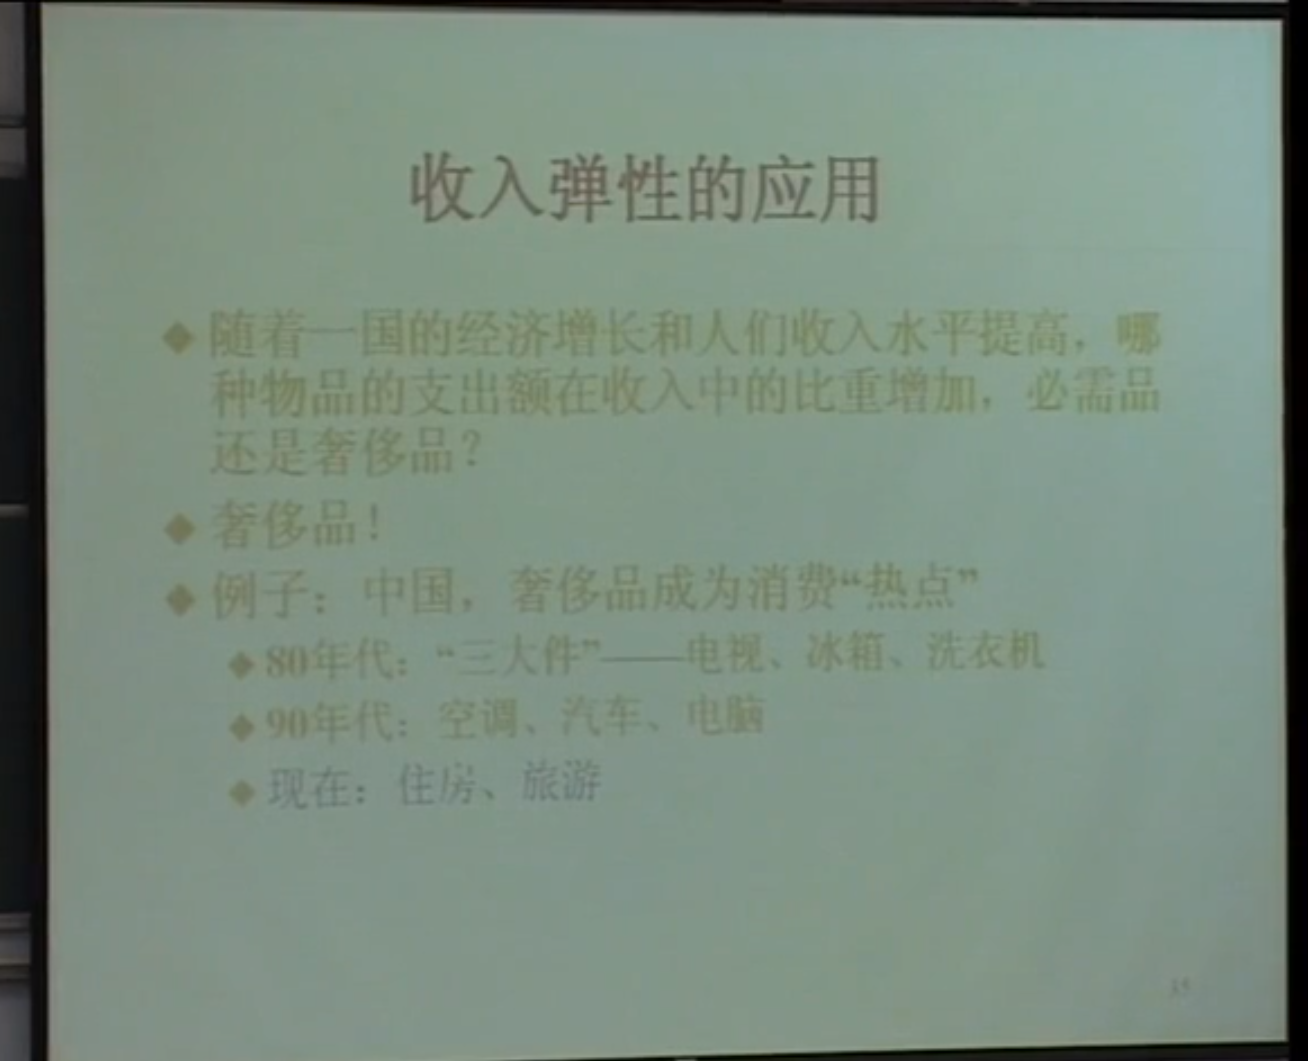 收入弹性的应用
◆ 随着一国的经济增长和人们收入水平提高，哪
种物品的支出额在收入中的比重增加，必需品
还是奢侈品？
◆ 奢侈品！
◆ 例子：中国，奢侈品成为消费“热点”
◆ 80年代：“三大件”——电视、冰箱、洗衣机
◆ 90年代：空调、汽车、电脑
◆ 现在：住房、旅游